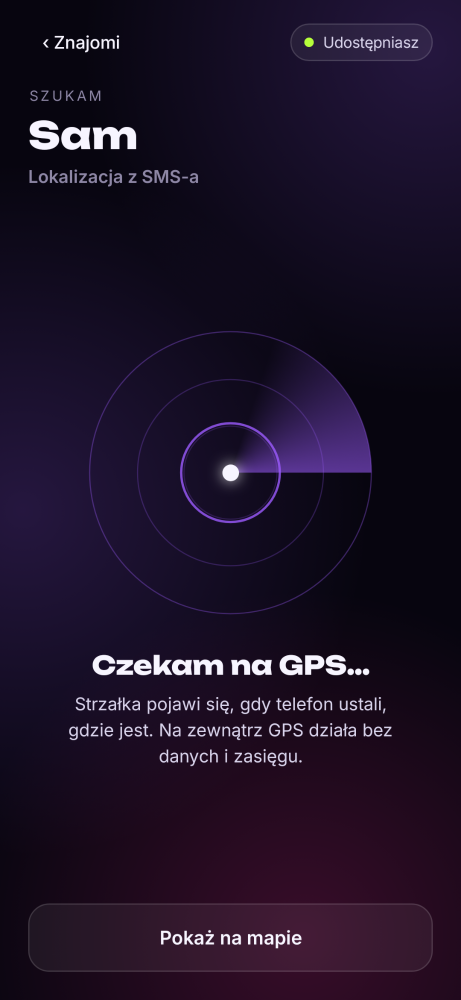 ‹ Znajomi
Udostępniasz
SZUKAM
Sam
Lokalizacja z SMS-a
Czekam na GPS...
Strzałka pojawi się, gdy telefon ustali,
gdzie jest. Na zewnątrz GPS działa bez
danych i zasięgu.
Pokaż na mapie